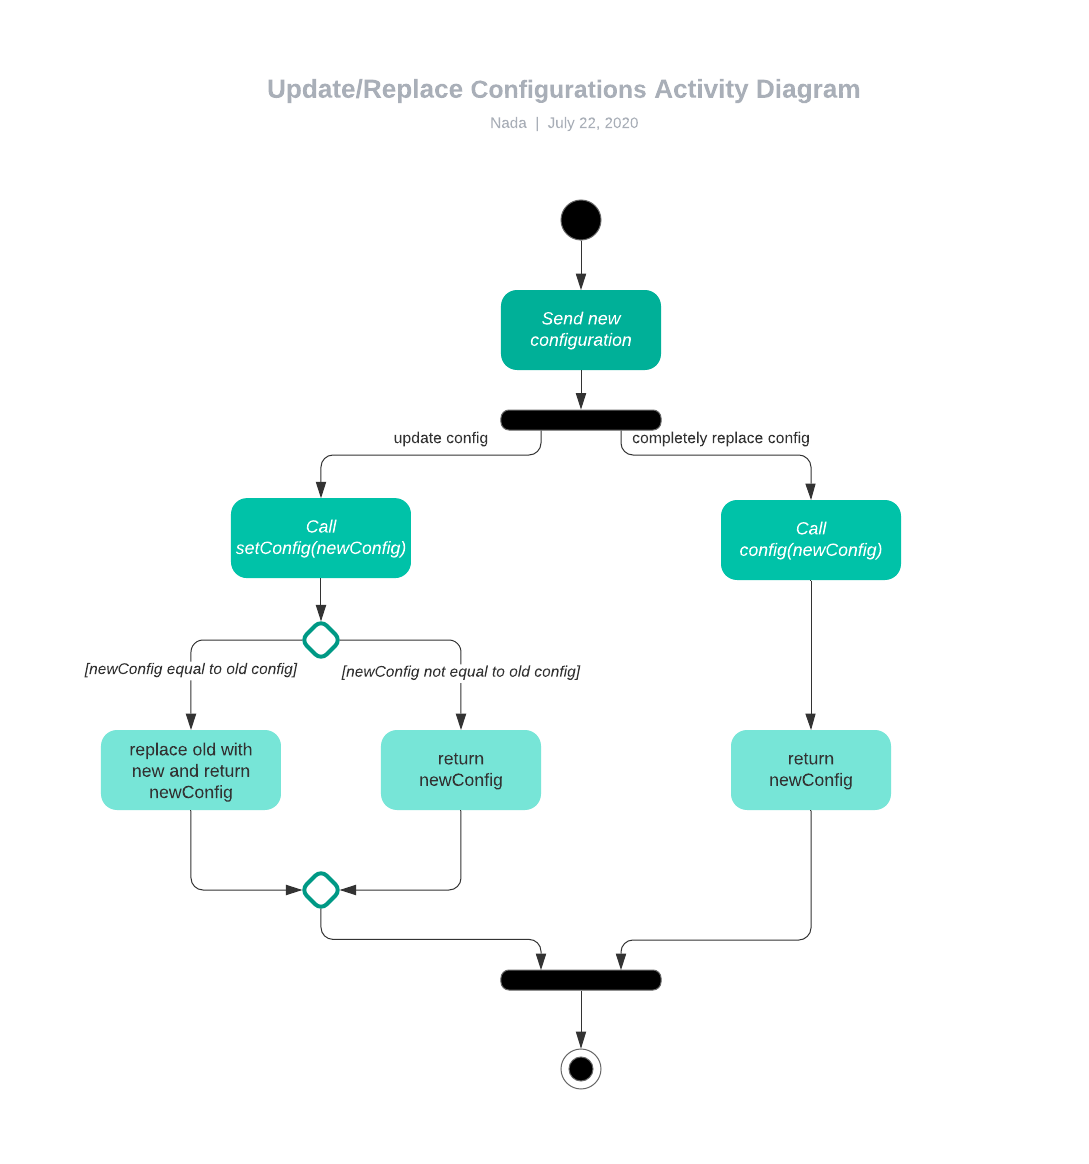 Update/Replace Configurations Activity Diagram
Nada | July 22, 2020
Send new
configuration
update config
completely replace config
Call
setConfig(newConfig)
Call
config(newConfig)
[newConfig equal to old config]
[newConfig not equal to old config]
replace old with
new and return
newConfig
return
newConfig
return
newConfig